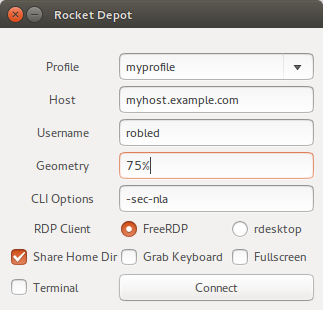 Rocket Depot
Profile myprofile
Host myhost.example.com
Username robled
Geometry 75%
CLI Options -sec-nla
RDP Client FreeRDP rdesktop
Share Home Dir Grab Keyboard Fullscreen
Terminal Connect